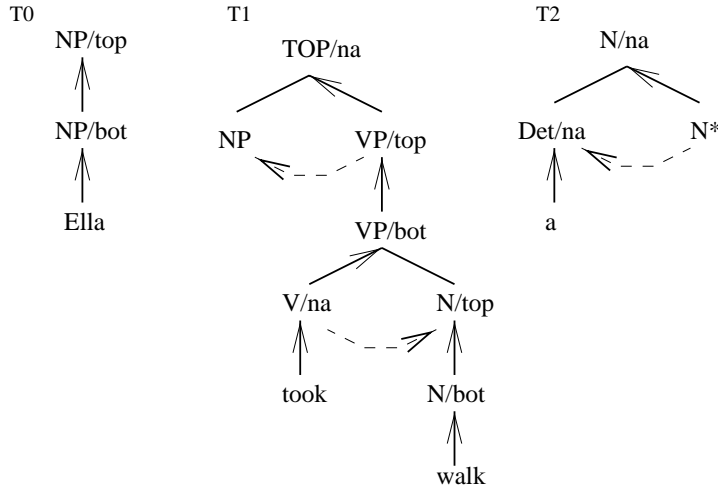 T0 T1 T2
NP/top TOP/na N/na
NP/bot NP VP/top Det/na N*
Ella VP/bot a
V/na N/top
took N/bot
walk